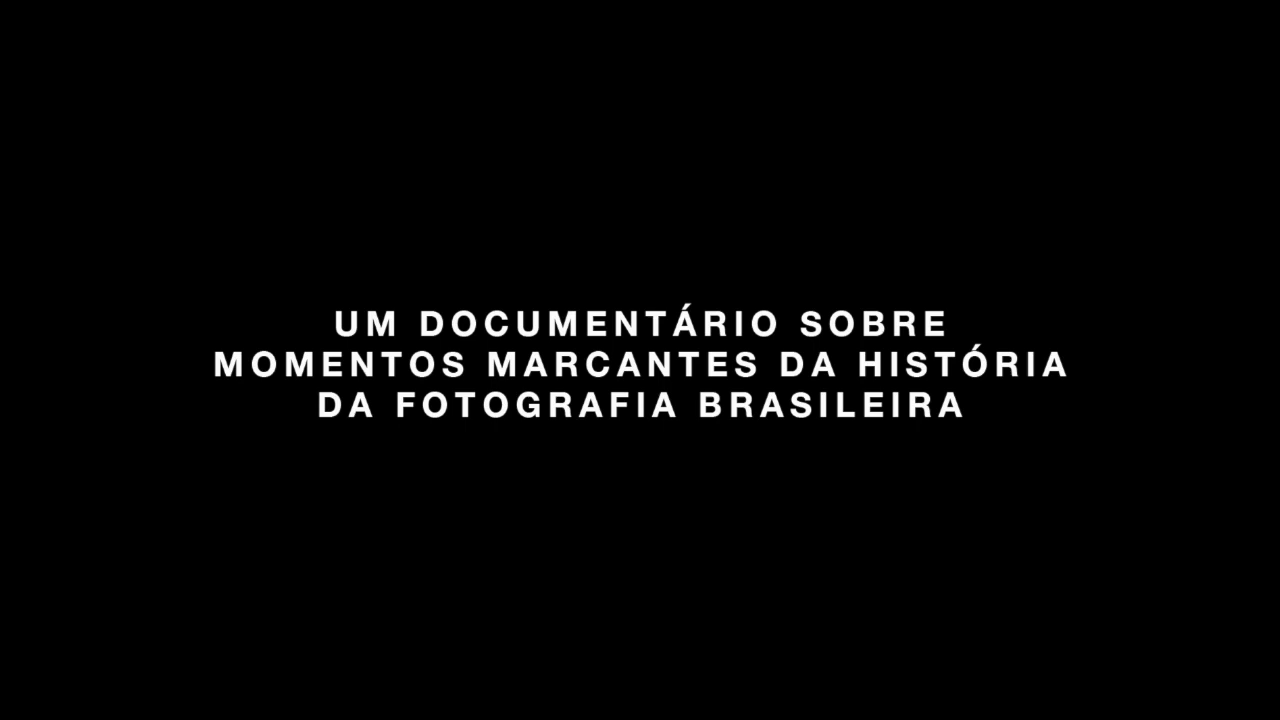 UM DOCUMENTÁRIO SOBRE
MOMENTOS MARCANTES DA HISTÓRIA
DA FOTOGRAFIA BRASILEIRA